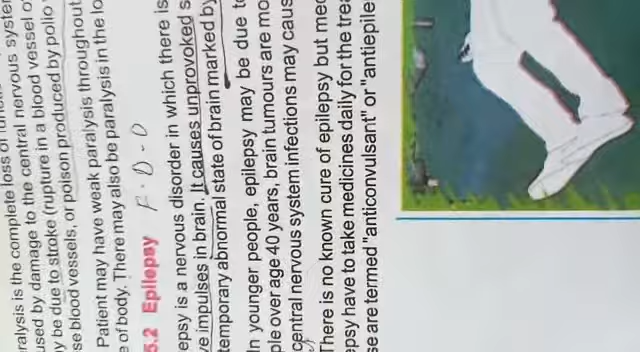 ralysis is the complete loss of
used by damage to the central nervous system
y be due to stroke (rupture in a blood vessel of
se blood vessels, or poison produced by polio
Patient may have weak paralysis throughout
e of body. There may also be paralysis in the lo
5.2 Epilepsy F.D.D
epsy is a nervous disorder in which there is
ve impulses in brain. It causes unprovoked s
temporary abnormal state of brain marked by
In younger people, epilepsy may be due to
ple over age 40 years, brain tumours are mo
central nervous system infections may caus
There is no known cure of epilepsy but med
epsy have to take medicines daily for the trea
se are termed "anticonvulsant" or "antiepilep